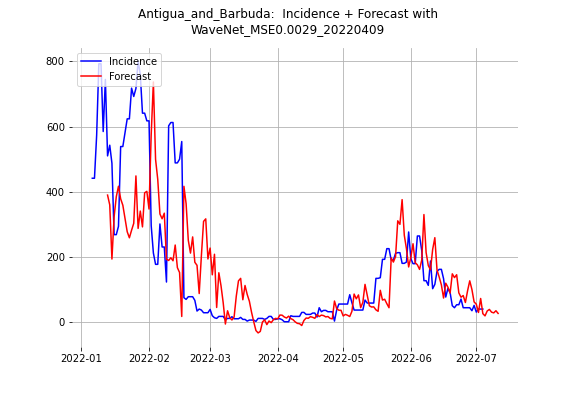 Antigua_and_Barbuda:  Incidence + Forecast with
WaveNet_MSE0.0029_20220409
Incidence
Forecast
800
600
400
200
0
2022-01 2022-02 2022-03 2022-04 2022-05 2022-06 2022-07